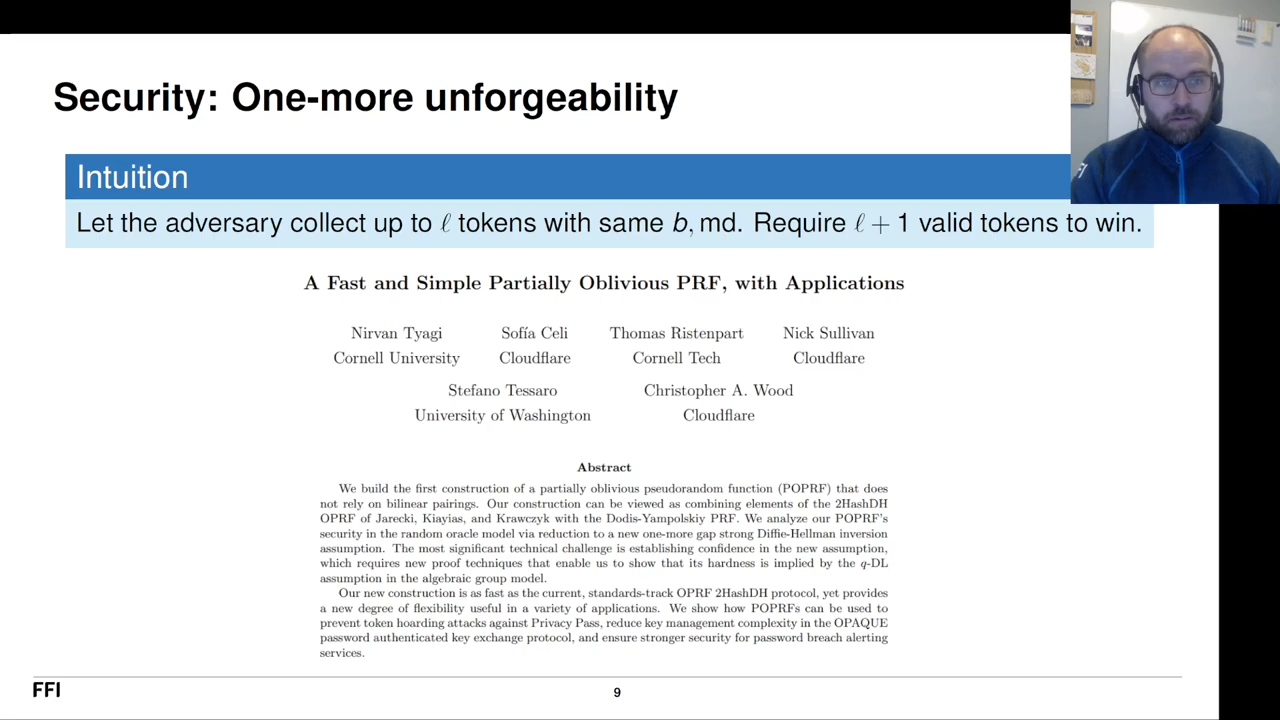 Security: One-more unforgeability
Intuition
Let the adversary collect up to ℓ tokens with same b, md. Require ℓ + 1 valid tokens to win.
A Fast and Simple Partially Oblivious PRF, with Applications
Nirvan Tyagi Sofía Celi Thomas Ristenpart Nick Sullivan
Cornell University Cloudflare Cornell Tech Cloudflare
Stefano Tessaro Christopher A. Wood
University of Washington Cloudflare
Abstract
We build the first construction of a partially oblivious pseudorandom function (POPRF) that does
not rely on bilinear pairings. Our construction can be viewed as combining elements of the 2HashDH
OPRF of Jarecki, Kiayias, and Krawczyk with the Dodis-Yampolskiy PRF. We analyze our POPRF's
security in the random oracle model via reduction to a new one-more gap strong Diffie-Hellman inversion
assumption. The most significant technical challenge is establishing confidence in the new assumption,
which requires new proof techniques that enable us to show that its hardness is implied by the q-DL
assumption in the algebraic group model.
Our new construction is as fast as the current, standards-track OPRF 2HashDH protocol, yet provides
a new degree of flexibility useful in a variety of applications. We show how POPRFs can be used to
prevent token hoarding attacks against Privacy Pass, reduce key management complexity in the OPAQUE
password authenticated key exchange protocol, and ensure stronger security for password breach alerting
services.
FFI
9